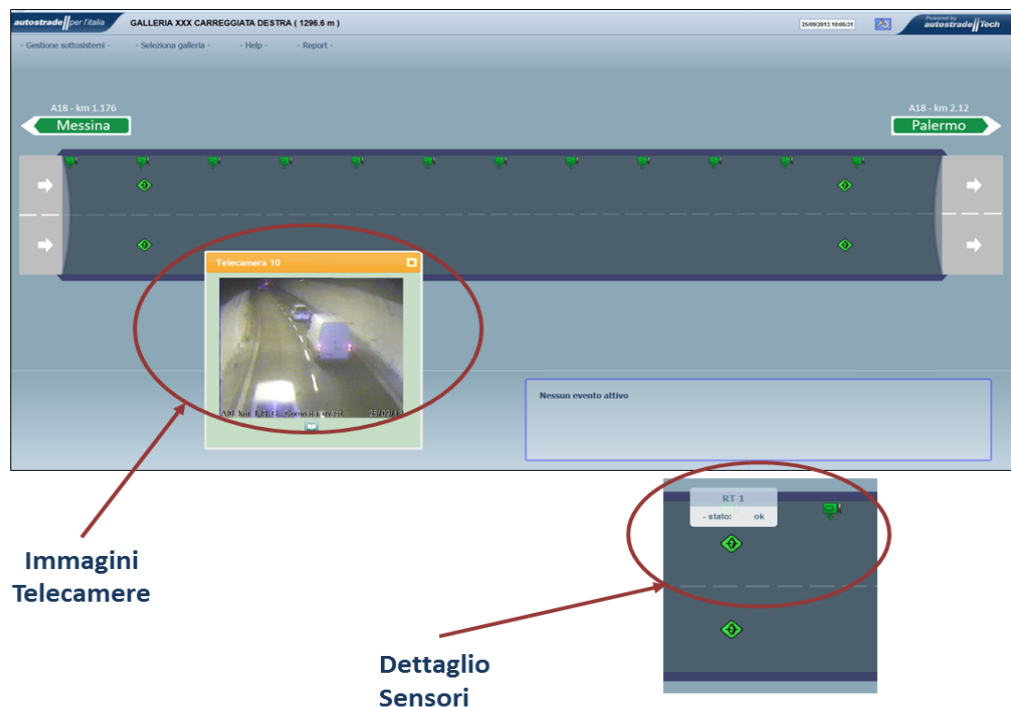 autostrade//per l'italia
GALLERIA XXX CARREGGIATA DESTRA ( 1296.6 m )
25/09/2013 10:05:31
Powered by
autostrade//Tech
- Gestione sottosistemi -
- Seleziona galleria -
- Help -
- Report -
A18 - km 1.176
Messina
A18 - km 2.12
Palermo
Telecamera 10
Nessun evento attivo
RT 1
- stato: ok
Immagini
Telecamere
Dettaglio
Sensori